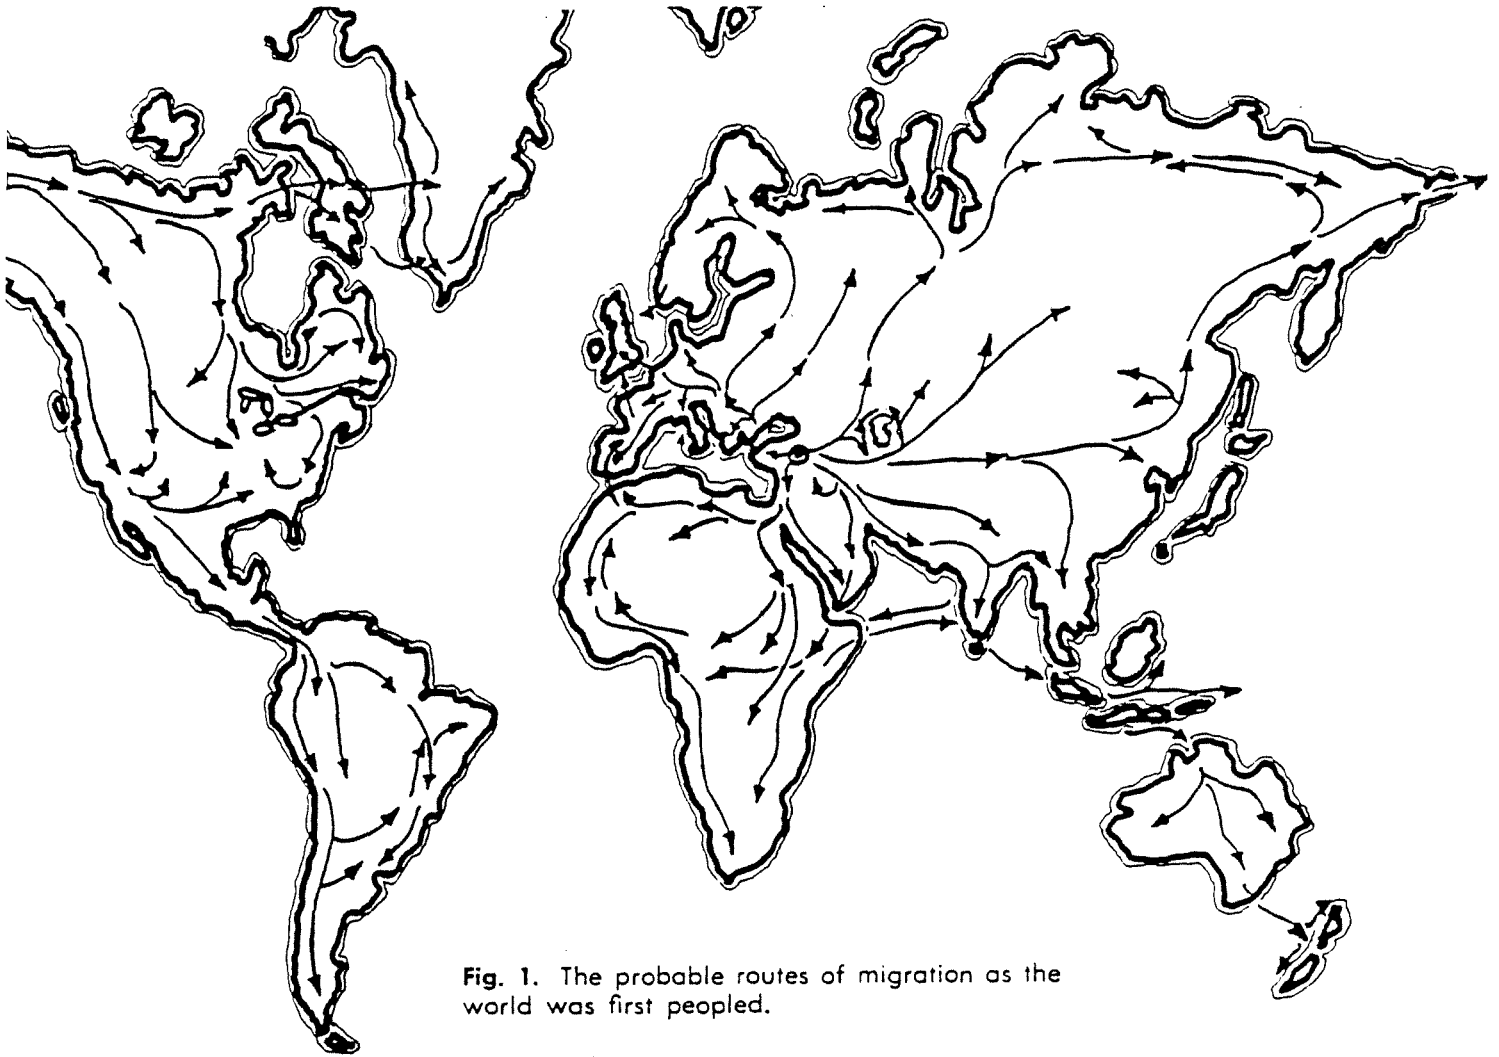 Fig. 1. The probable routes of migration as the
world was first peopled.